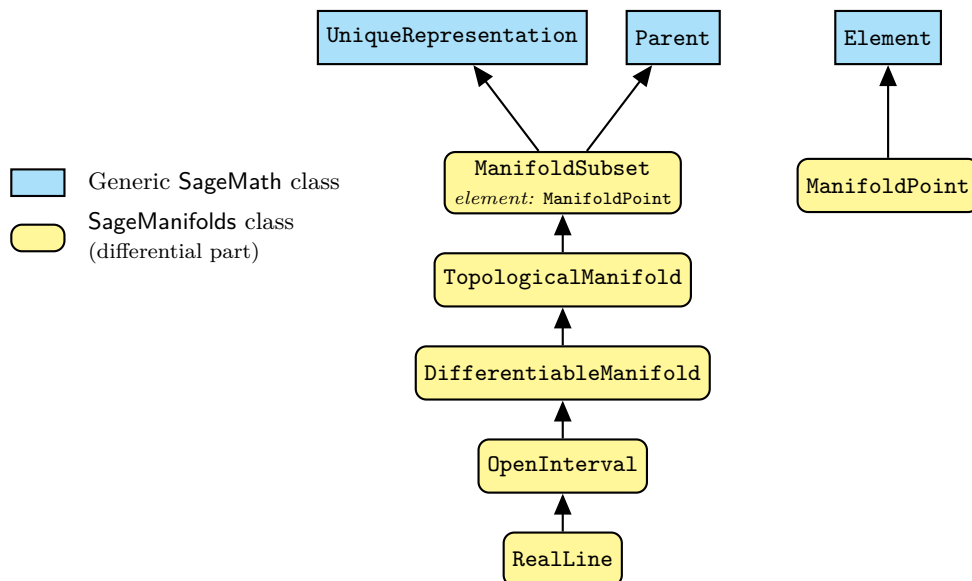 UniqueRepresentation
Parent
Element
ManifoldSubset
element: ManifoldPoint
ManifoldPoint
Generic SageMath class
SageManifolds class
(differential part)
TopologicalManifold
DifferentiableManifold
OpenInterval
RealLine